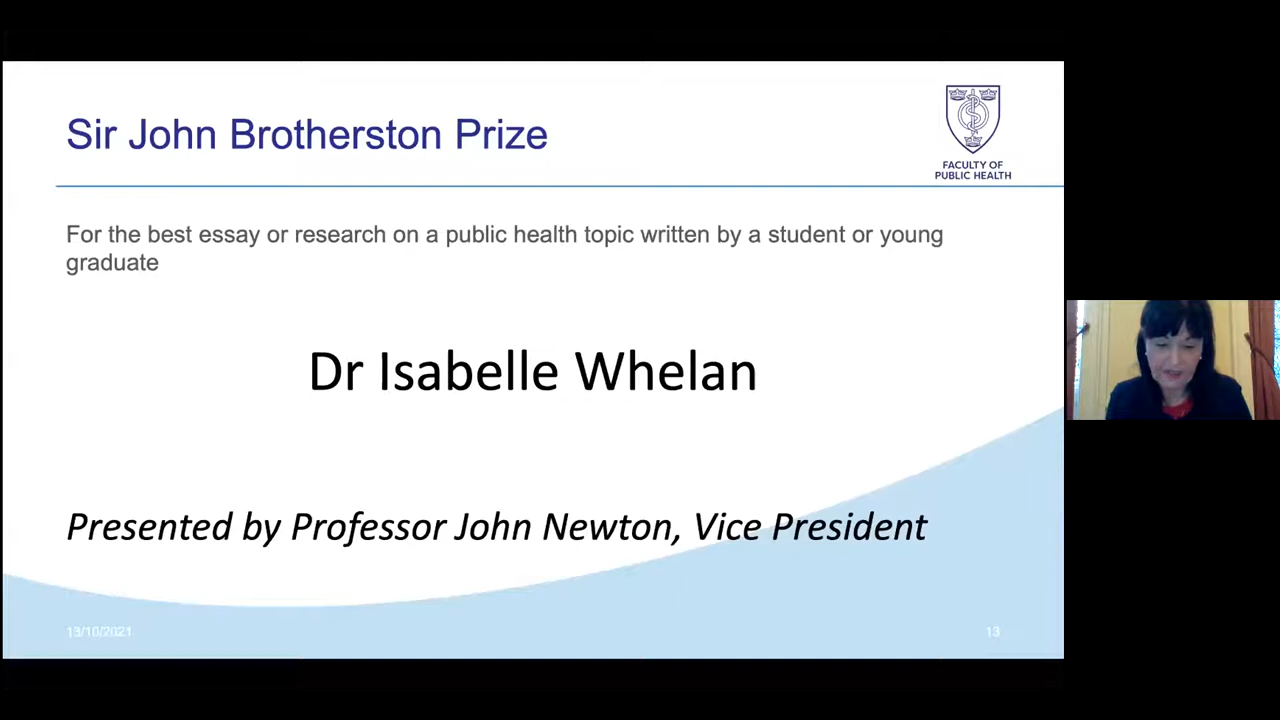 Sir John Brotherston Prize
FACULTY OF
PUBLIC HEALTH
For the best essay or research on a public health topic written by a student or young
graduate
Dr Isabelle Whelan
Presented by Professor John Newton, Vice President
13/10/2021
13